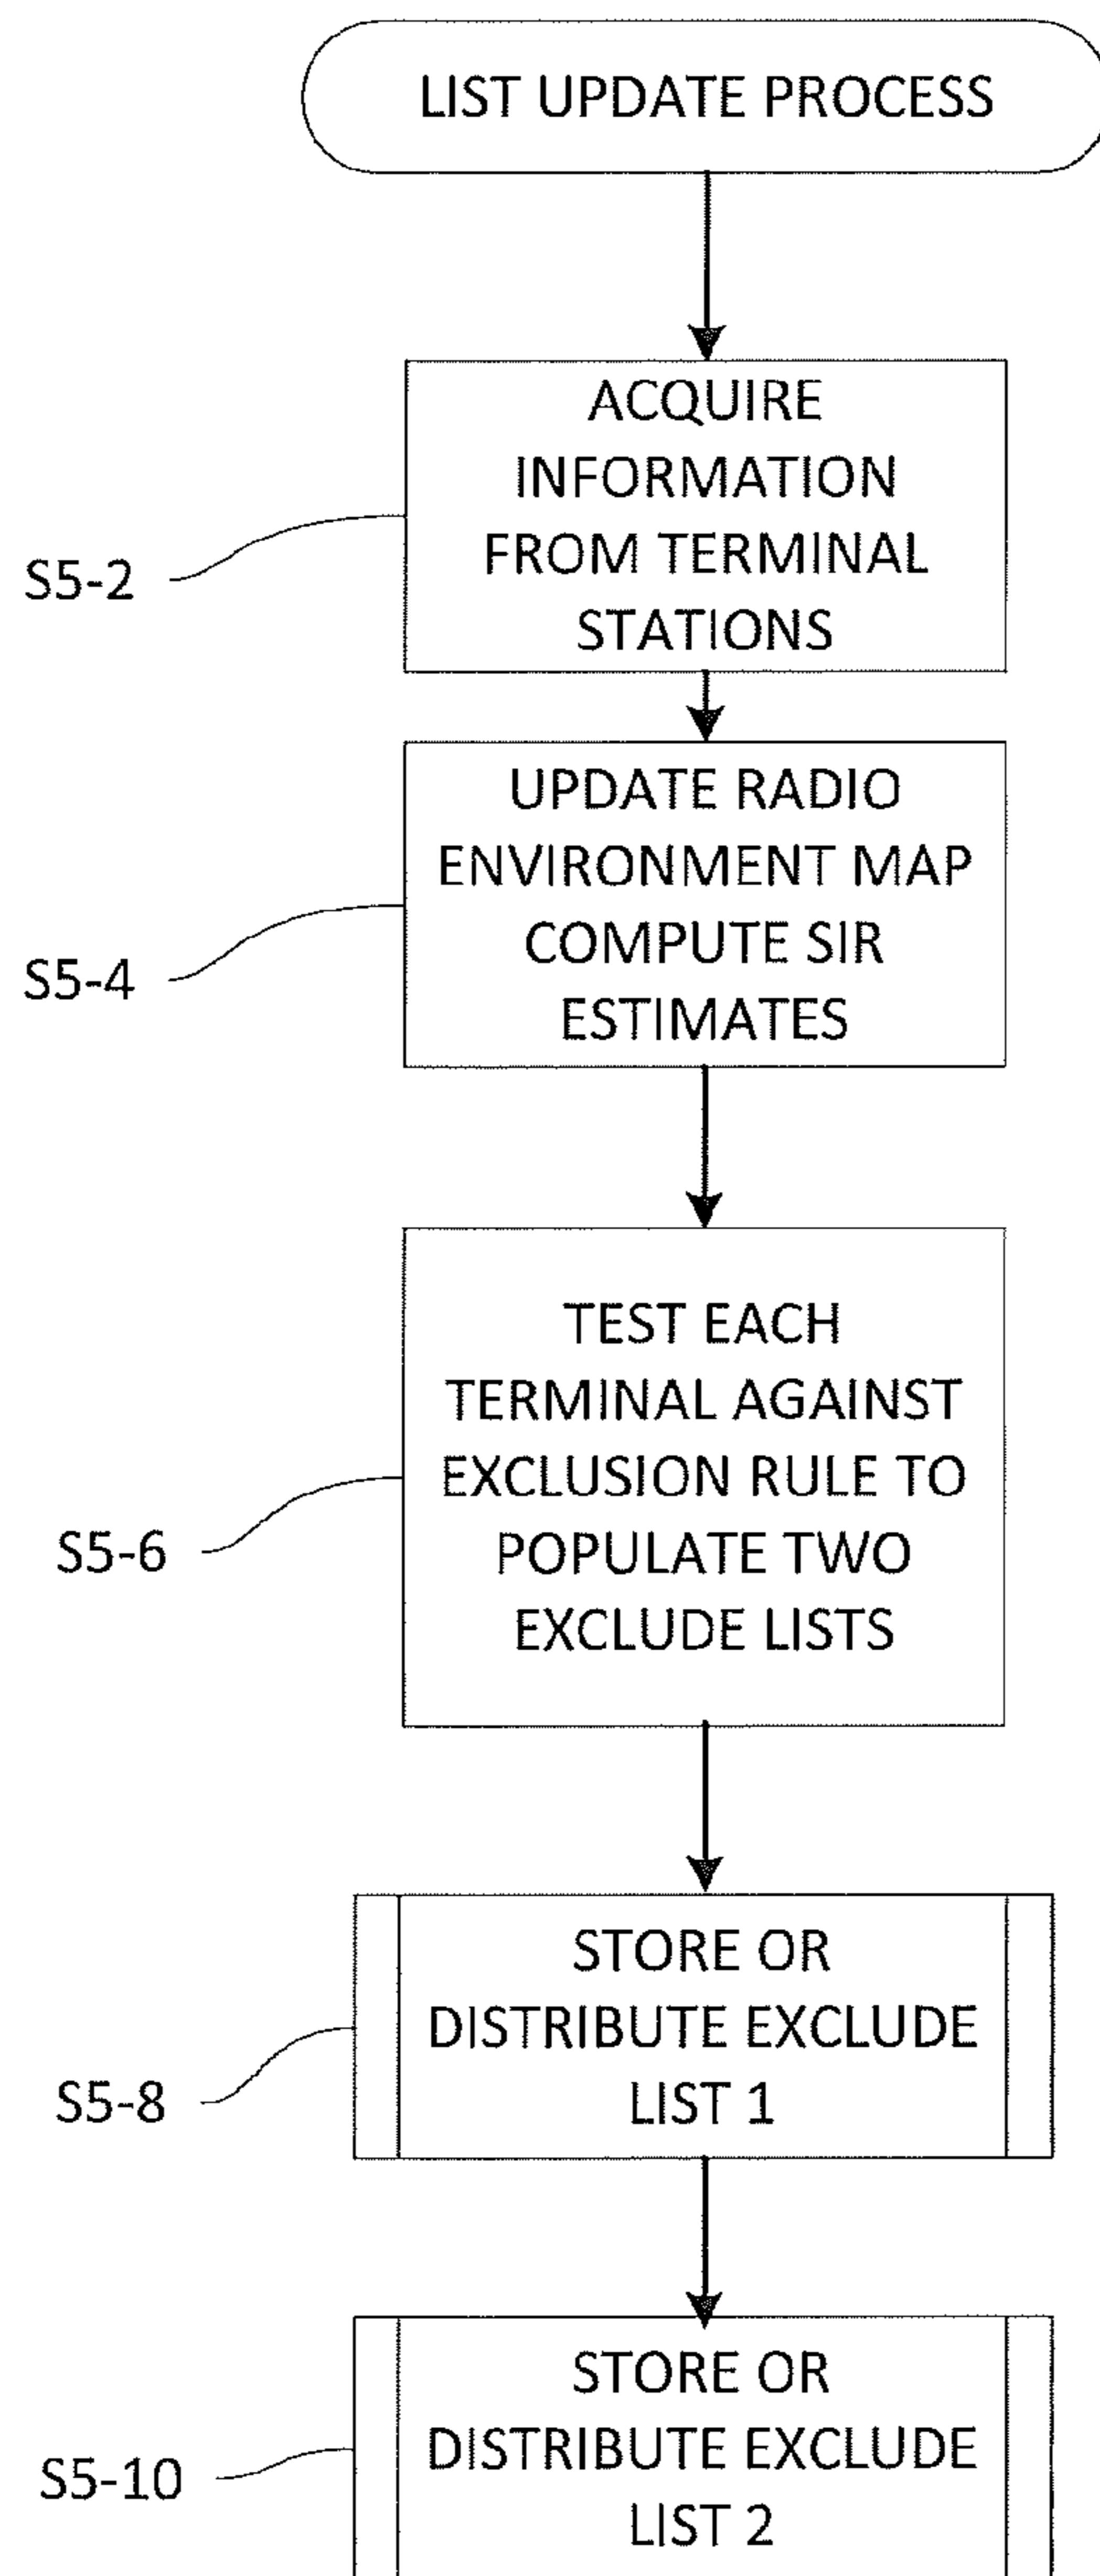 LIST UPDATE PROCESS
ACQUIRE
INFORMATION
FROM TERMINAL
STATIONS
S5-2
UPDATE RADIO
ENVIRONMENT MAP
COMPUTE SIR
ESTIMATES
S5-4
TEST EACH
TERMINAL AGAINST
EXCLUSION RULE TO
POPULATE TWO
EXCLUDE LISTS
S5-6
STORE OR
DISTRIBUTE EXCLUDE
LIST 1
S5-8
STORE OR
DISTRIBUTE EXCLUDE
LIST 2
S5-10